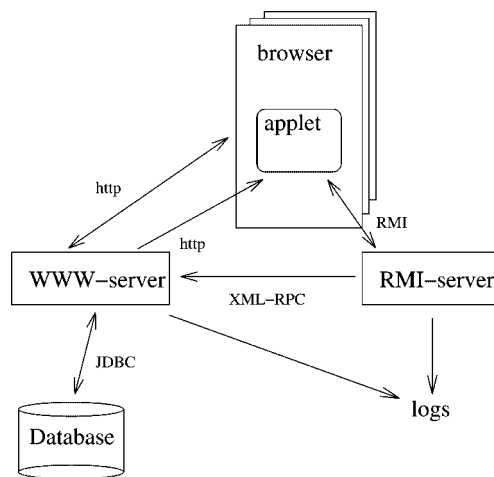 browser
applet
http
http
RMI
WWW-server
RMI-server
XML-RPC
JDBC
logs
Database